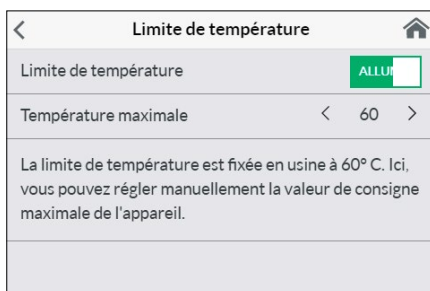 Limite de température
Limite de température
Température maximale 60
La limite de température est fixée en usine à 60° C. Ici,
vous pouvez régler manuellement la valeur de consigne
maximale de l'appareil.